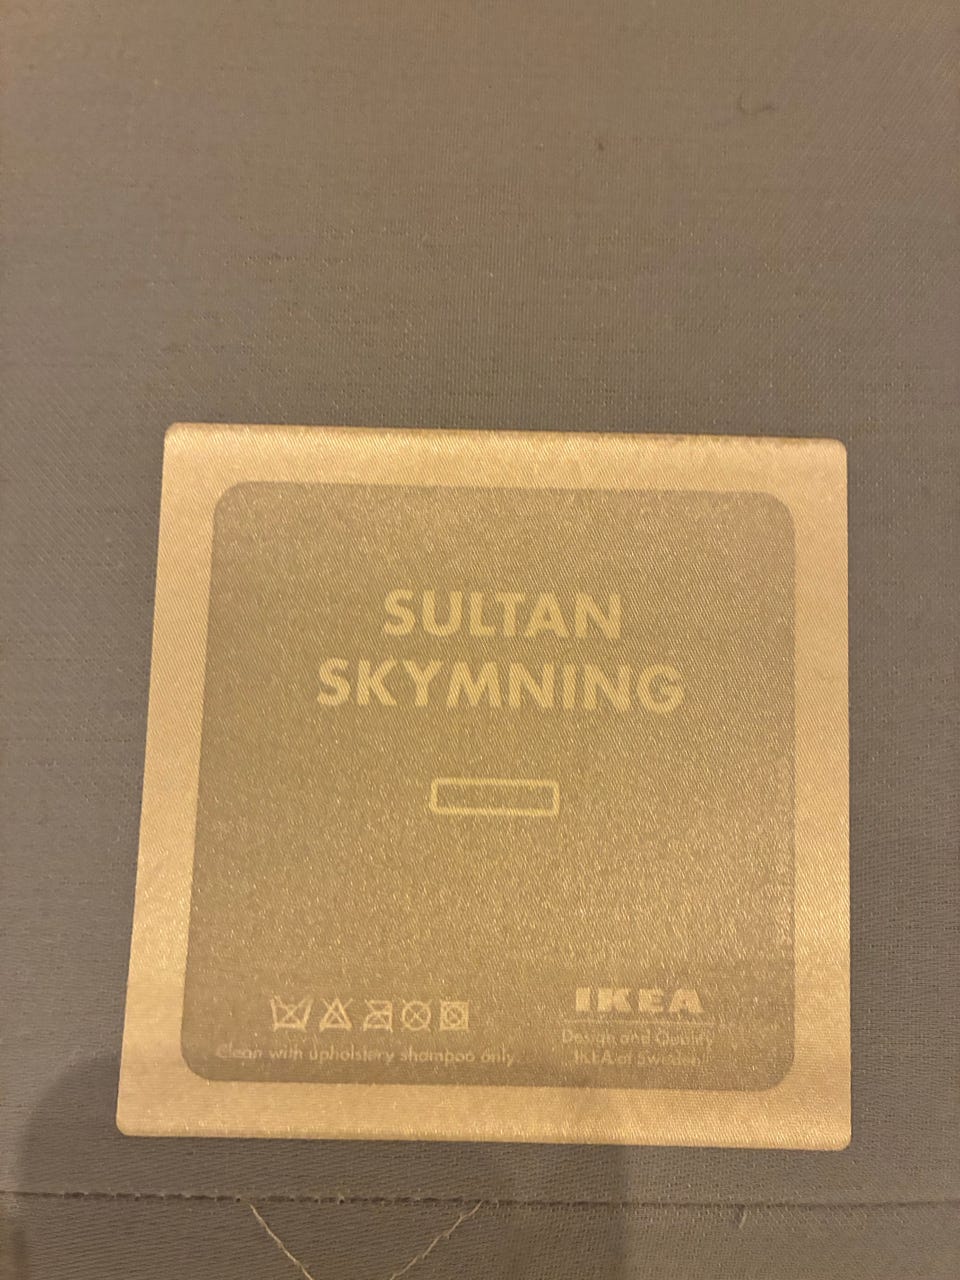 SULTAN
SKYMNING
IKEA
Design and Quality
IKEA of Sweden
Clean with upholstery shampoo only.